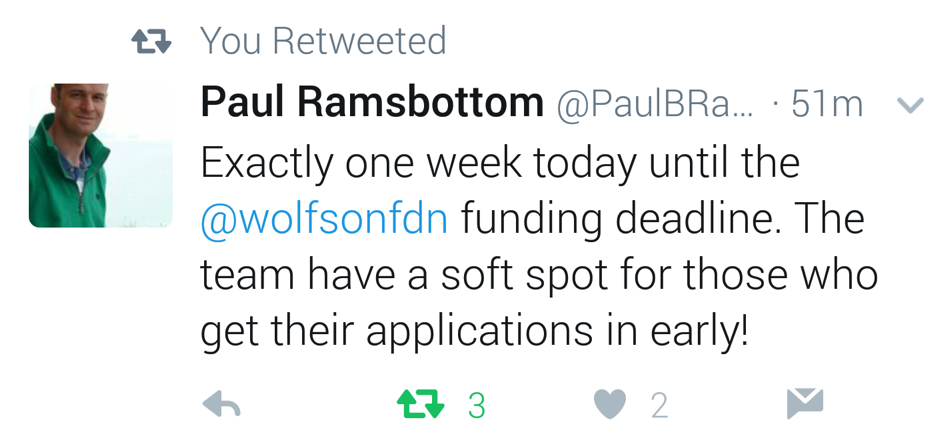 You Retweeted
Paul Ramsbottom @PaulBRa... · 51m
Exactly one week today until the
@wolfsonfdn funding deadline. The
team have a soft spot for those who
get their applications in early!
3 2